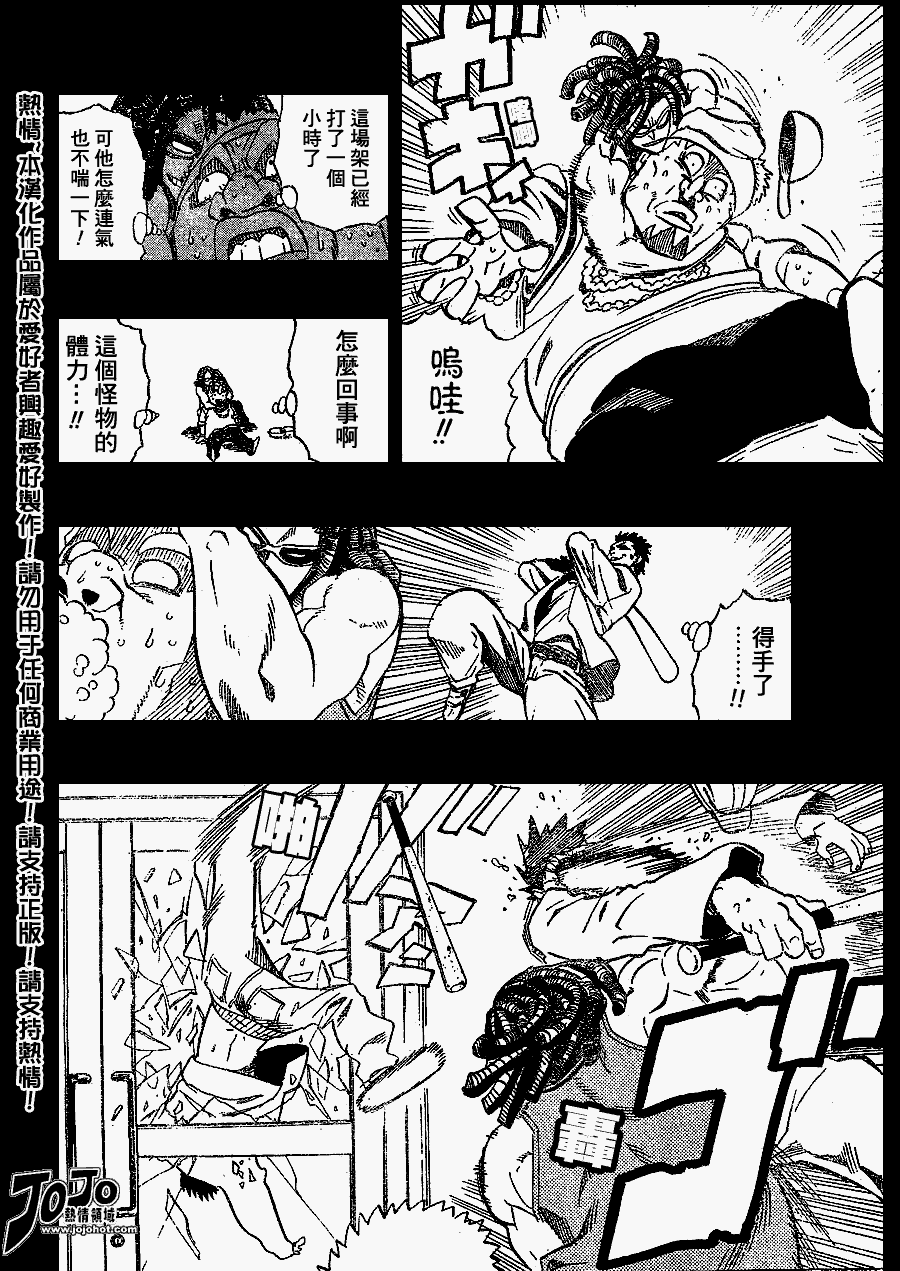 ガギギ
嗚哇!!
這場架已經
打了一個
小時了
可他怎麼連氣
也不喘一下!
怎麼回事啊
這個怪物的
體力…!!
得手了
……!!
ゴ
轟
熱情,本漢化作品屬於愛好者興趣愛好製作!請勿用于任何商業用途!請支持正版!請支持熱情!
JOJO
熱情領域
www.jojohot.com